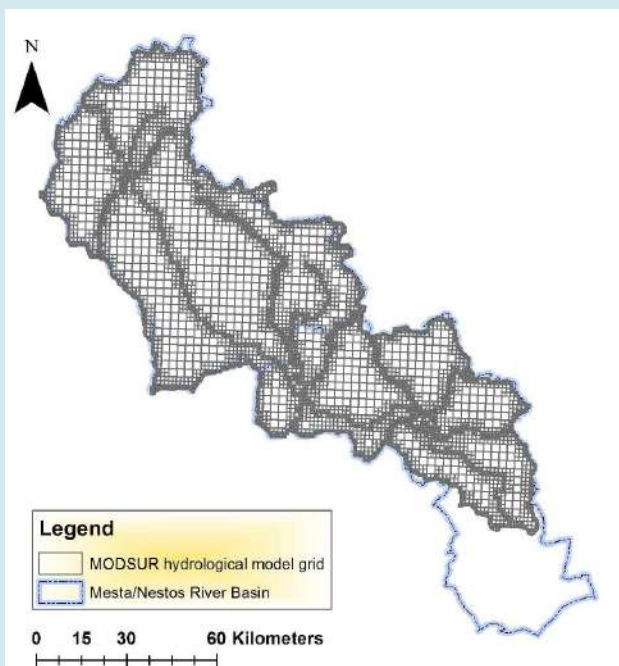 N
Legend
MODSUR hydrological model grid
Mesta/Nestos River Basin
0 15 30 60 Kilometers